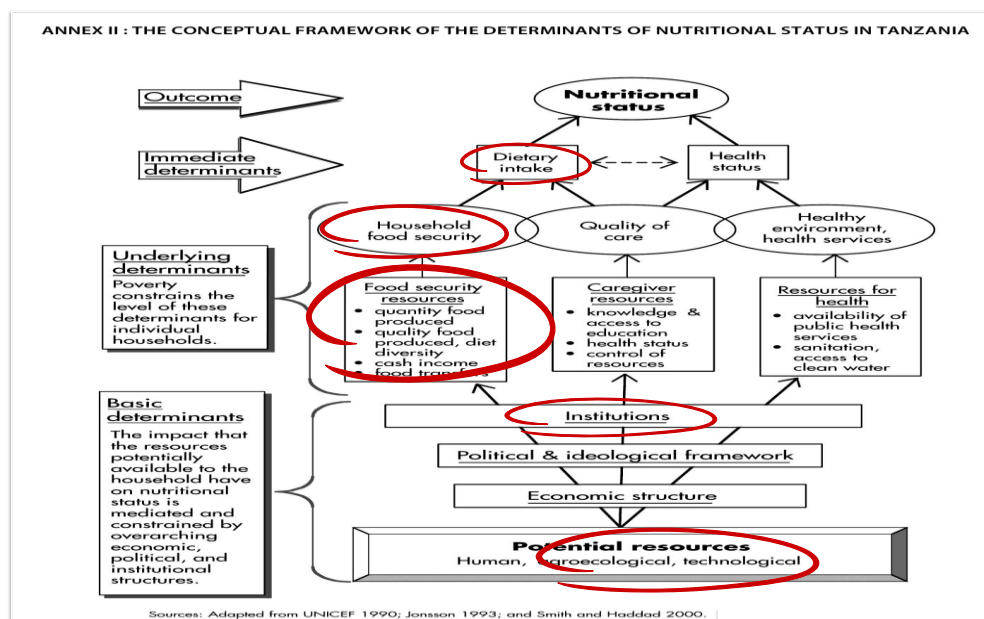 ANNEX II : THE CONCEPTUAL FRAMEWORK OF THE DETERMINANTS OF NUTRITIONAL STATUS IN TANZANIA
Outcome
Nutritional
status
Immediate
determinants
Dietary
intake
Health
status
Underlying
determinants
Poverty
constrains the
level of these
determinants for
individual
households.
Household
food security
Quality of
care
Healthy
environment,
health services
Food security
resources
• quantity food
produced
• quality food
produced, diet
diversity
• cash income
• food transfers
Caregiver
resources
• knowledge &
access to
education
• health status
• control of
resources
Resources for
health
• availability of
public health
services
• sanitation,
access to
clean water
Basic
determinants
The impact that
the resources
potentially
available to the
household have
on nutritional
status is
mediated and
constrained by
overarching
economic,
political, and
institutional
structures.
Institutions
Political & ideological framework
Economic structure
Potential resources
Human, agroecological, technological
Sources: Adapted from UNICEF 1990; Jonsson 1993; and Smith and Haddad 2000.